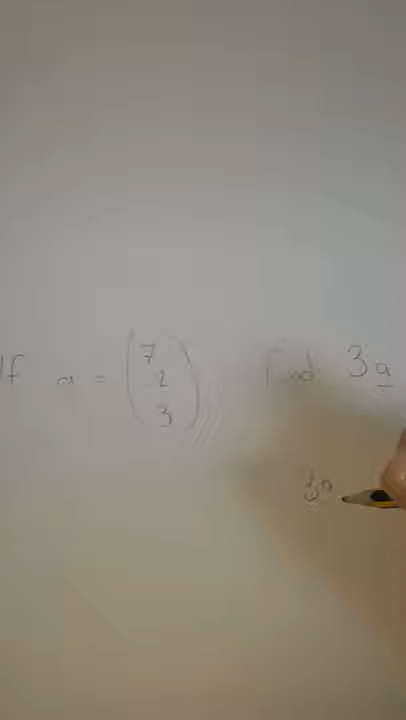 If a = (7 2 3) Find 3a
3a